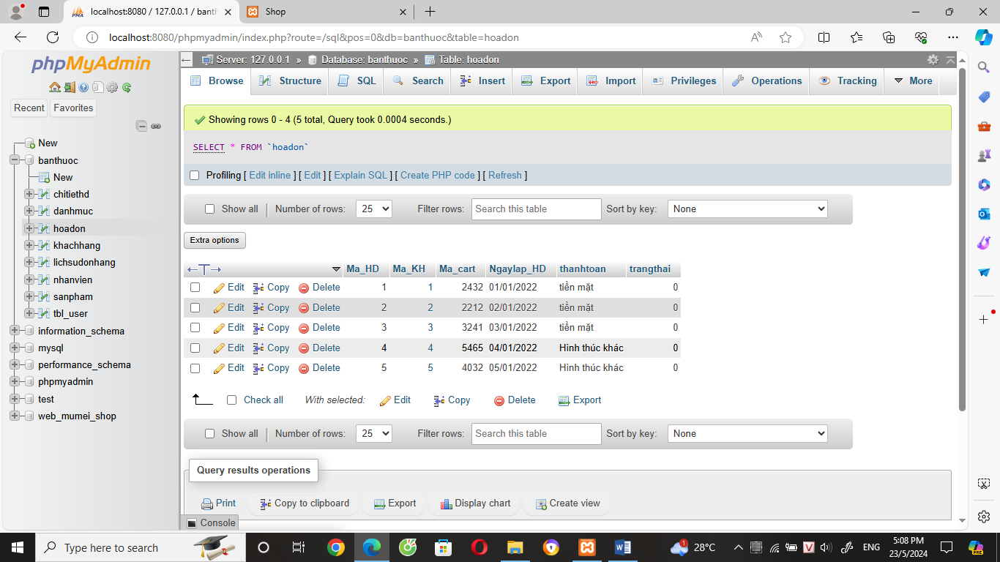 localhost:8080 / 127.0.0.1 / banth
Shop
localhost:8080/phpmyadmin/index.php?route=/sql&pos=0&db=banthuoc&table=hoadon
phpMyAdmin
Recent
Favorites
New
banthuoc
New
chitiethd
danhmuc
hoadon
khachhang
lichsudonhang
nhanvien
sanpham
tbl_user
information_schema
mysql
performance_schema
phpmyadmin
test
web_mumei_shop
Server: 127.0.0.1 » Database: banthuoc » Table: hoadon
Browse Structure SQL Search Insert Export Import Privileges Operations Tracking More
Showing rows 0 - 4 (5 total, Query took 0.0004 seconds.)
SELECT * FROM `hoadon`
Profiling [ Edit inline ] [ Edit ] [ Explain SQL ] [ Create PHP code ] [ Refresh ]
Show all Number of rows: 25 Filter rows: Search this table Sort by key: None
Extra options
Ma_HD Ma_KH Ma_cart Ngaylap_HD thanhtoan trangthai
Edit Copy Delete 1 1 2432 01/01/2022 tiền mặt 0
Edit Copy Delete 2 2 2212 02/01/2022 tiền mặt 0
Edit Copy Delete 3 3 3241 03/01/2022 tiền mặt 0
Edit Copy Delete 4 4 5465 04/01/2022 Hình thúc khác 0
Edit Copy Delete 5 5 4032 05/01/2022 Hình thúc khác 0
Check all With selected: Edit Copy Delete Export
Show all Number of rows: 25 Filter rows: Search this table Sort by key: None
Query results operations
Print Copy to clipboard Export Display chart Create view
Console
Type here to search
1
28°C
ENG
5:08 PM
23/5/2024